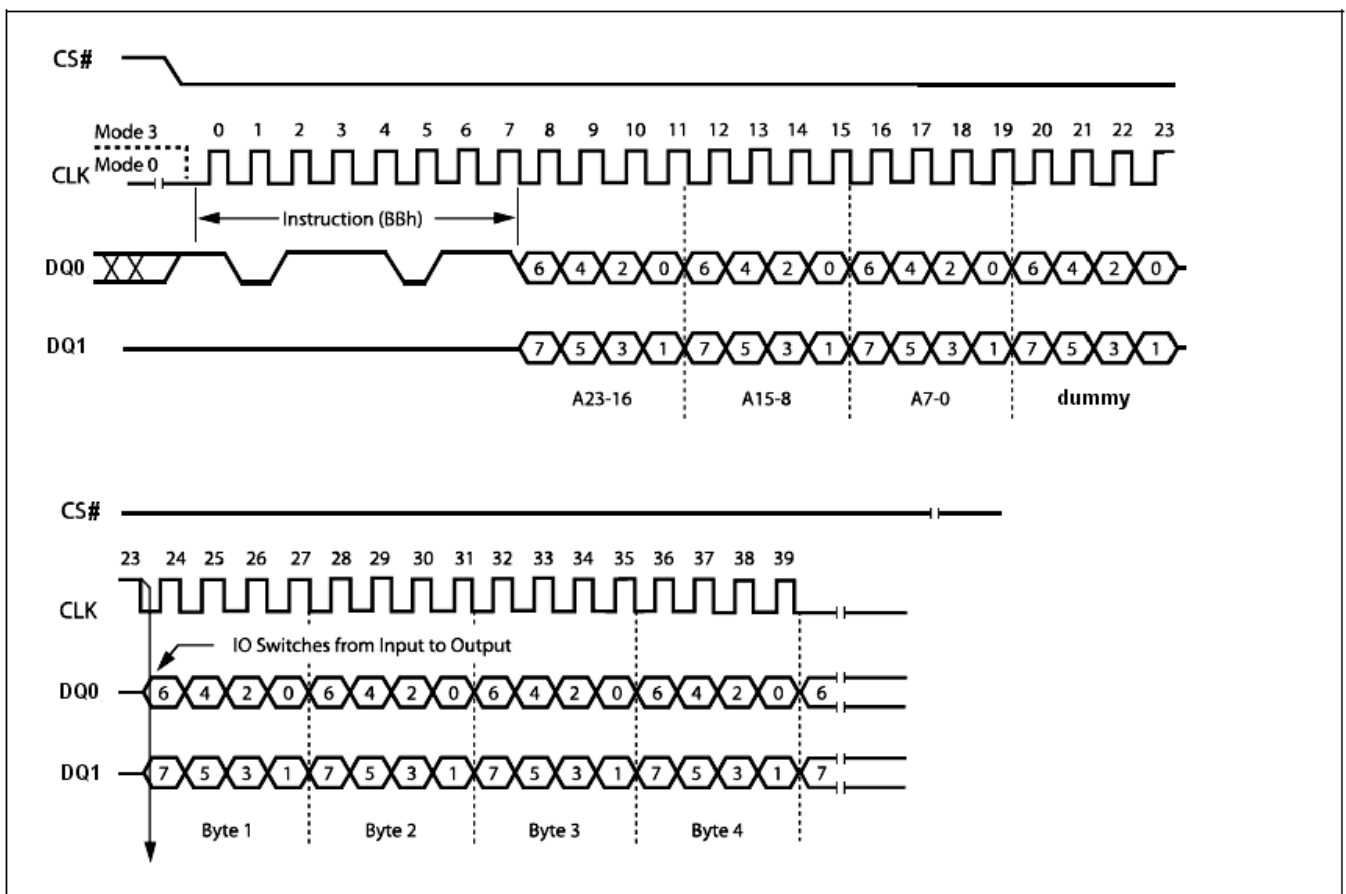 CS#
Mode 3
0 1 2 3 4 5 6 7 8 9 10 11 12 13 14 15 16 17 18 19 20 21 22 23
Mode 0
CLK
Instruction (BBh)
DQ0 6 4 2 0 6 4 2 0 6 4 2 0 6 4 2 0
DQ1 7 5 3 1 7 5 3 1 7 5 3 1 7 5 3 1
A23-16 A15-8 A7-0 dummy
CS#
23 24 25 26 27 28 29 30 31 32 33 34 35 36 37 38 39
CLK
IO Switches from Input to Output
DQ0 6 4 2 0 6 4 2 0 6 4 2 0 6 4 2 0 6
DQ1 7 5 3 1 7 5 3 1 7 5 3 1 7 5 3 1 7
Byte 1 Byte 2 Byte 3 Byte 4